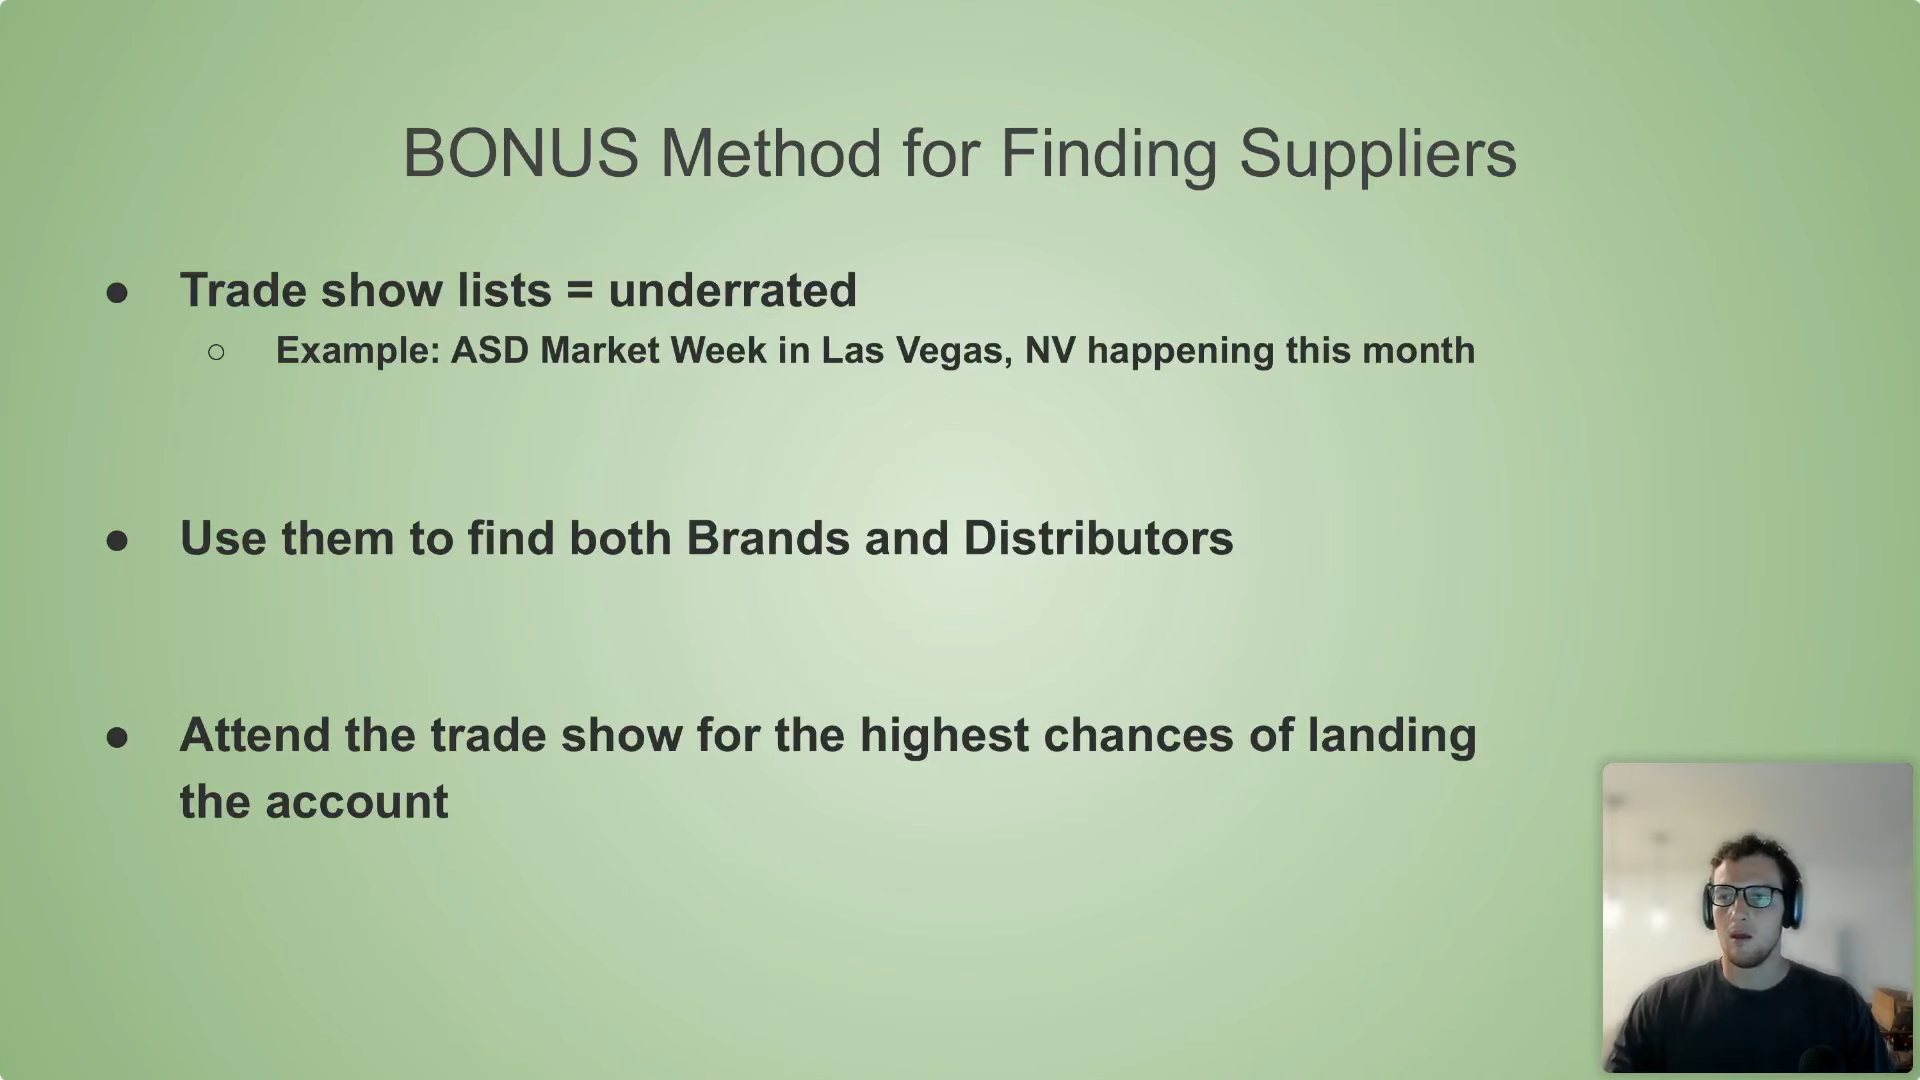 BONUS Method for Finding Suppliers
● Trade show lists = underrated
○ Example: ASD Market Week in Las Vegas, NV happening this month
● Use them to find both Brands and Distributors
● Attend the trade show for the highest chances of landing
the account